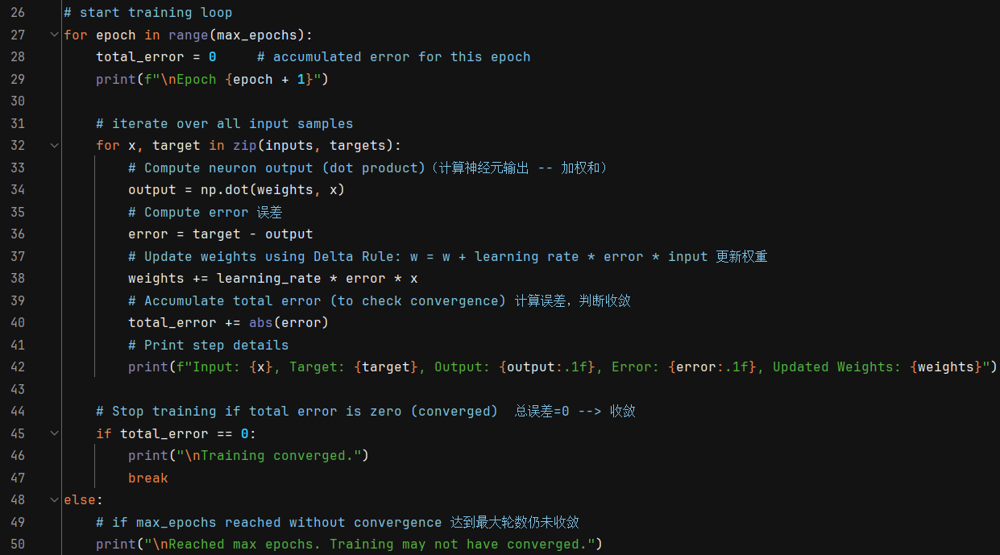 26 # start training loop
27 for epoch in range(max_epochs):
28     total_error = 0     # accumulated error for this epoch
29     print(f"\nEpoch {epoch + 1}")
30
31     # iterate over all input samples
32     for x, target in zip(inputs, targets):
33         # Compute neuron output (dot product)（计算神经元输出 -- 加权和）
34         output = np.dot(weights, x)
35         # Compute error 误差
36         error = target - output
37         # Update weights using Delta Rule: w = w + learning rate * error * input 更新权重
38         weights += learning_rate * error * x
39         # Accumulate total error (to check convergence) 计算误差，判断收敛
40         total_error += abs(error)
41         # Print step details
42         print(f"Input: {x}, Target: {target}, Output: {output:.1f}, Error: {error:.1f}, Updated Weights: {weights}")
43
44     # Stop training if total error is zero (converged)  总误差=0 --> 收敛
45     if total_error == 0:
46         print("\nTraining converged.")
47         break
48 else:
49     # if max_epochs reached without convergence 达到最大轮数仍未收敛
50     print("\nReached max epochs. Training may not have converged.")